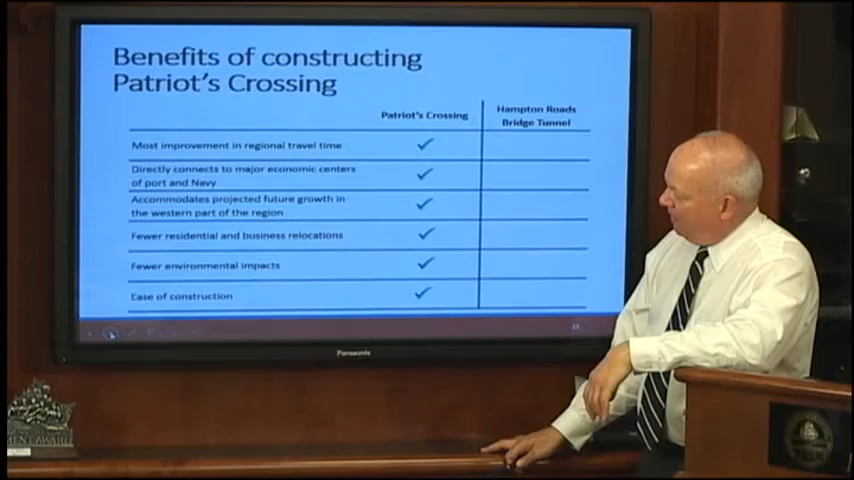 Benefits of constructing
Patriot's Crossing
Patriot's Crossing
Hampton Roads
Bridge Tunnel
Most improvement in regional travel time
Directly connects to major economic centers
of port and Navy
Accommodates projected future growth in
the western part of the region
Fewer residential and business relocations
Fewer environmental impacts
Ease of construction
Panasonic
MENT AWARD